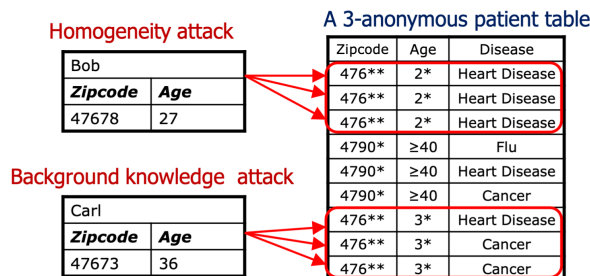 A 3-anonymous patient table
Homogeneity attack
Bob
Zipcode Age
47678 27
Background knowledge attack
Carl
Zipcode Age
47673 36
Zipcode Age Disease
476** 2* Heart Disease
476** 2* Heart Disease
476** 2* Heart Disease
4790* ≥40 Flu
4790* ≥40 Heart Disease
4790* ≥40 Cancer
476** 3* Heart Disease
476** 3* Cancer
476** 3* Cancer